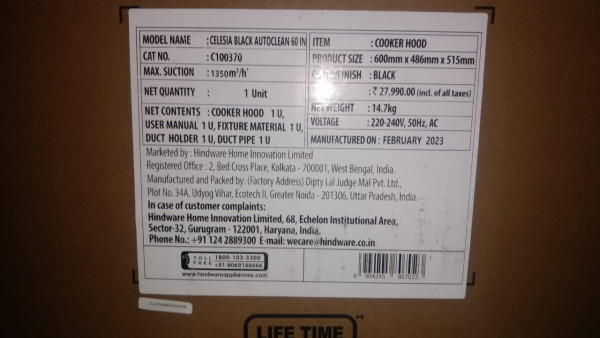 MODEL NAME : CELESIA BLACK AUTOCLEAN 60 IN
CAT NO. : C100370
MAX. SUCTION : 1350m³/h*
NET QUANTITY : 1 Unit
NET CONTENTS : COOKER HOOD 1 U,
USER MANUAL 1 U, FIXTURE MATERIAL 1 U,
DUCT HOLDER 1 U, DUCT PIPE 1 U
ITEM : COOKER HOOD
PRODUCT SIZE : 600mm x 486mm x 515mm
/FINISH : BLACK
: ₹ 27,990.00 (incl. of all taxes)
NET WEIGHT : 14.7kg
VOLTAGE : 220-240V, 50Hz, AC
MANUFACTURED ON : FEBRUARY 2023
Marketed by : Hindware Home Innovation Limited
Registered Office : 2, Red Cross Place, Kolkata - 700001, West Bengal, India.
Manufactured and Packed by: (Factory Address) Dipty Lal Judge Mal Pvt. Ltd.,
Plot No. 34A, Udyog Vihar, Ecotech II, Greater Noida - 201306, Uttar Pradesh, India.
In case of customer complaints:
Hindware Home Innovation Limited, 68, Echelon Institutional Area,
Sector-32, Gurugram - 122001, Haryana, India.
Phone No.: +91 124 2889300 E-mail: wecare@hindware.co.in
TOLL FREE 1800-103-3300
+91-8069166666
www.hindwareappliances.com
8 904245 907023
LIFE TIME